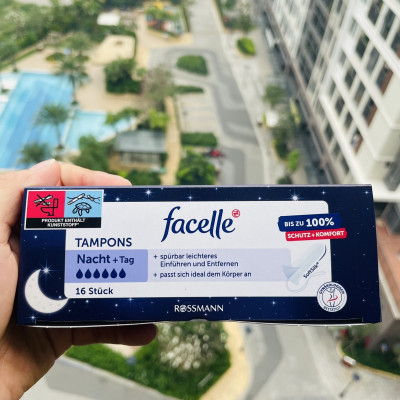 PRODUKT ENTHÄLT
KUNSTSTOFF*
facelle
TAMPONS
Nacht + Tag
16 Stück
+ spürbar leichteres
Einführen und Entfernen
+ passt sich ideal dem Körper an
BIS ZU 100%
SCHUTZ + KOMFORT
ROSSMANN